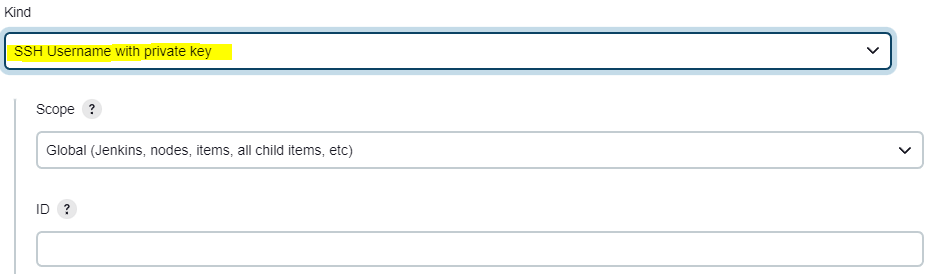 Kind
SSH Username with private key
Scope ?
Global (Jenkins, nodes, items, all child items, etc)
ID ?